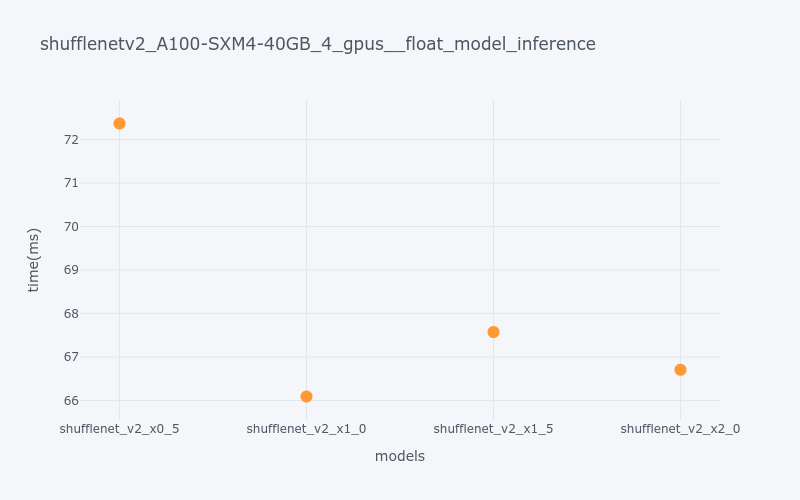 shufflenetv2_A100-SXM4-40GB_4_gpus__float_model_inference
72
71
70
69
68
67
66
time(ms)
shufflenet_v2_x0_5 shufflenet_v2_x1_0 shufflenet_v2_x1_5 shufflenet_v2_x2_0
models